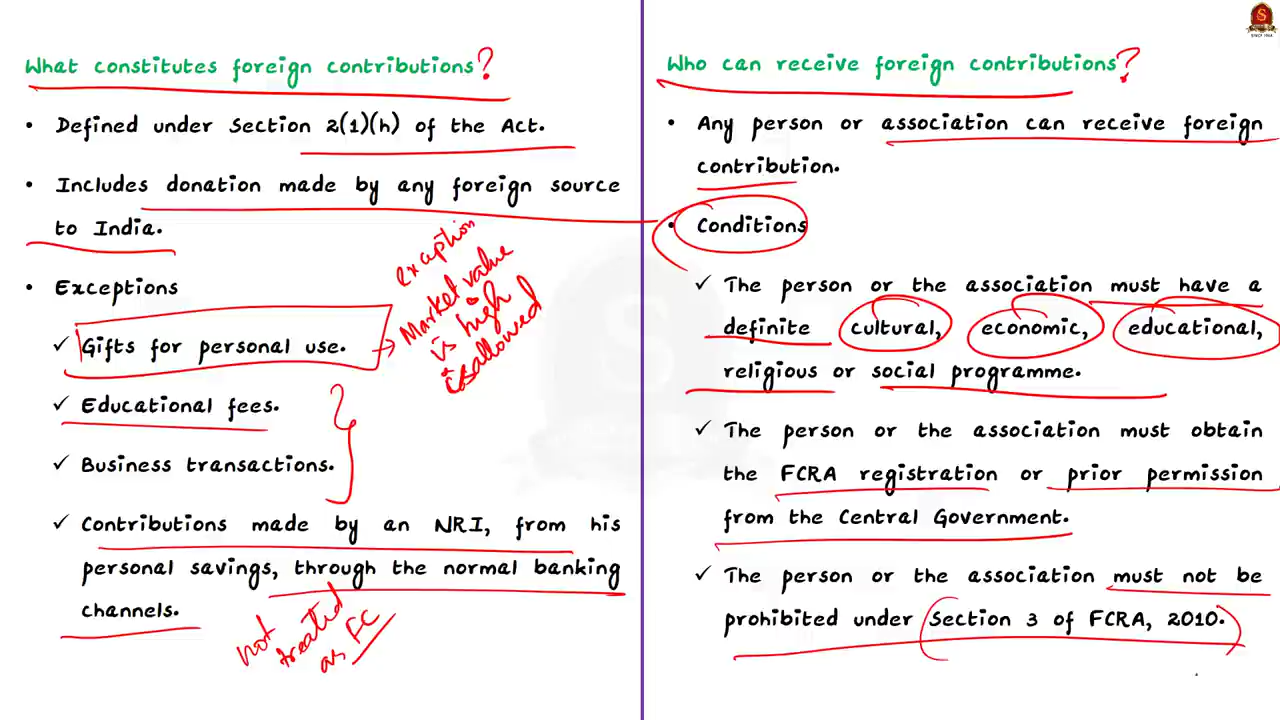 What constitutes foreign contributions?
• Defined under Section 2(1)(h) of the Act.
• Includes donation made by any foreign source
to India.
• Exceptions
✓ Gifts for personal use.
✓ Educational fees.
✓ Business transactions.
✓ Contributions made by an NRI, from his
personal savings, through the normal banking
channels.
exception
Market value
is high
disallowed
not
treated
as FC
Who can receive foreign contributions?
• Any person or association can receive foreign
contribution.
• Conditions
✓ The person or the association must have a
definite cultural, economic, educational,
religious or social programme.
✓ The person or the association must obtain
the FCRA registration or prior permission
from the Central Government.
✓ The person or the association must not be
prohibited under Section 3 of FCRA, 2010.
S